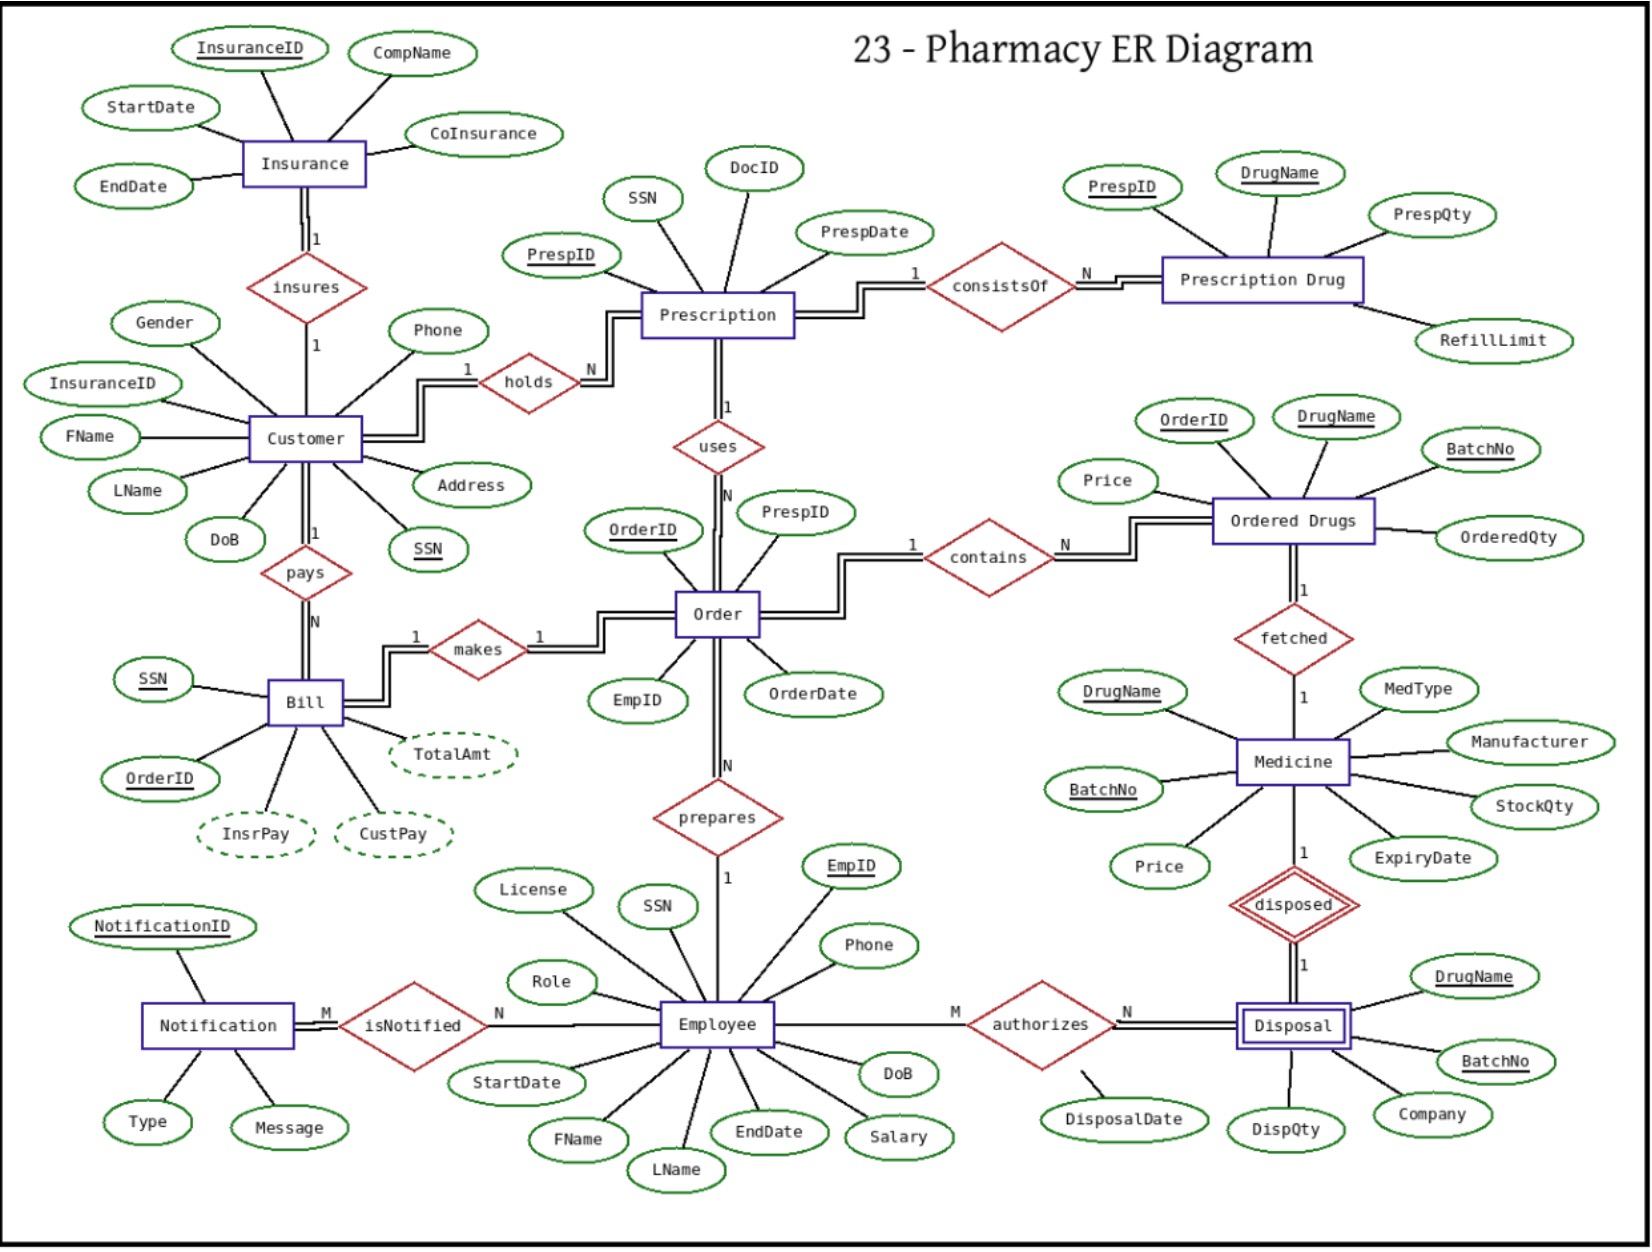 23 - Pharmacy ER Diagram
InsuranceID
CompName
StartDate
CoInsurance
EndDate
Insurance
1
insures
1
Gender
Phone
InsuranceID
FName
Customer
LName
Address
DoB
SSN
1
holds
N
PrespID
SSN
DocID
PrespDate
Prescription
1
consistsOf
N
PrespID
DrugName
PrespQty
Prescription Drug
RefillLimit
1
uses
N
OrderID
PrespID
Order
EmpID
OrderDate
1
contains
N
OrderID
DrugName
BatchNo
Price
Ordered Drugs
OrderedQty
1
fetched
1
1
pays
N
SSN
Bill
OrderID
TotalAmt
InsrPay
CustPay
1
makes
1
DrugName
MedType
Manufacturer
Medicine
BatchNo
StockQty
Price
ExpiryDate
N
prepares
1
1
disposed
1
License
SSN
EmpID
Phone
Role
Employee
StartDate
DoB
FName
LName
EndDate
Salary
NotificationID
Notification
Type
Message
M
isNotified
N
M
authorizes
N
DisposalDate
DrugName
Disposal
BatchNo
DispQty
Company